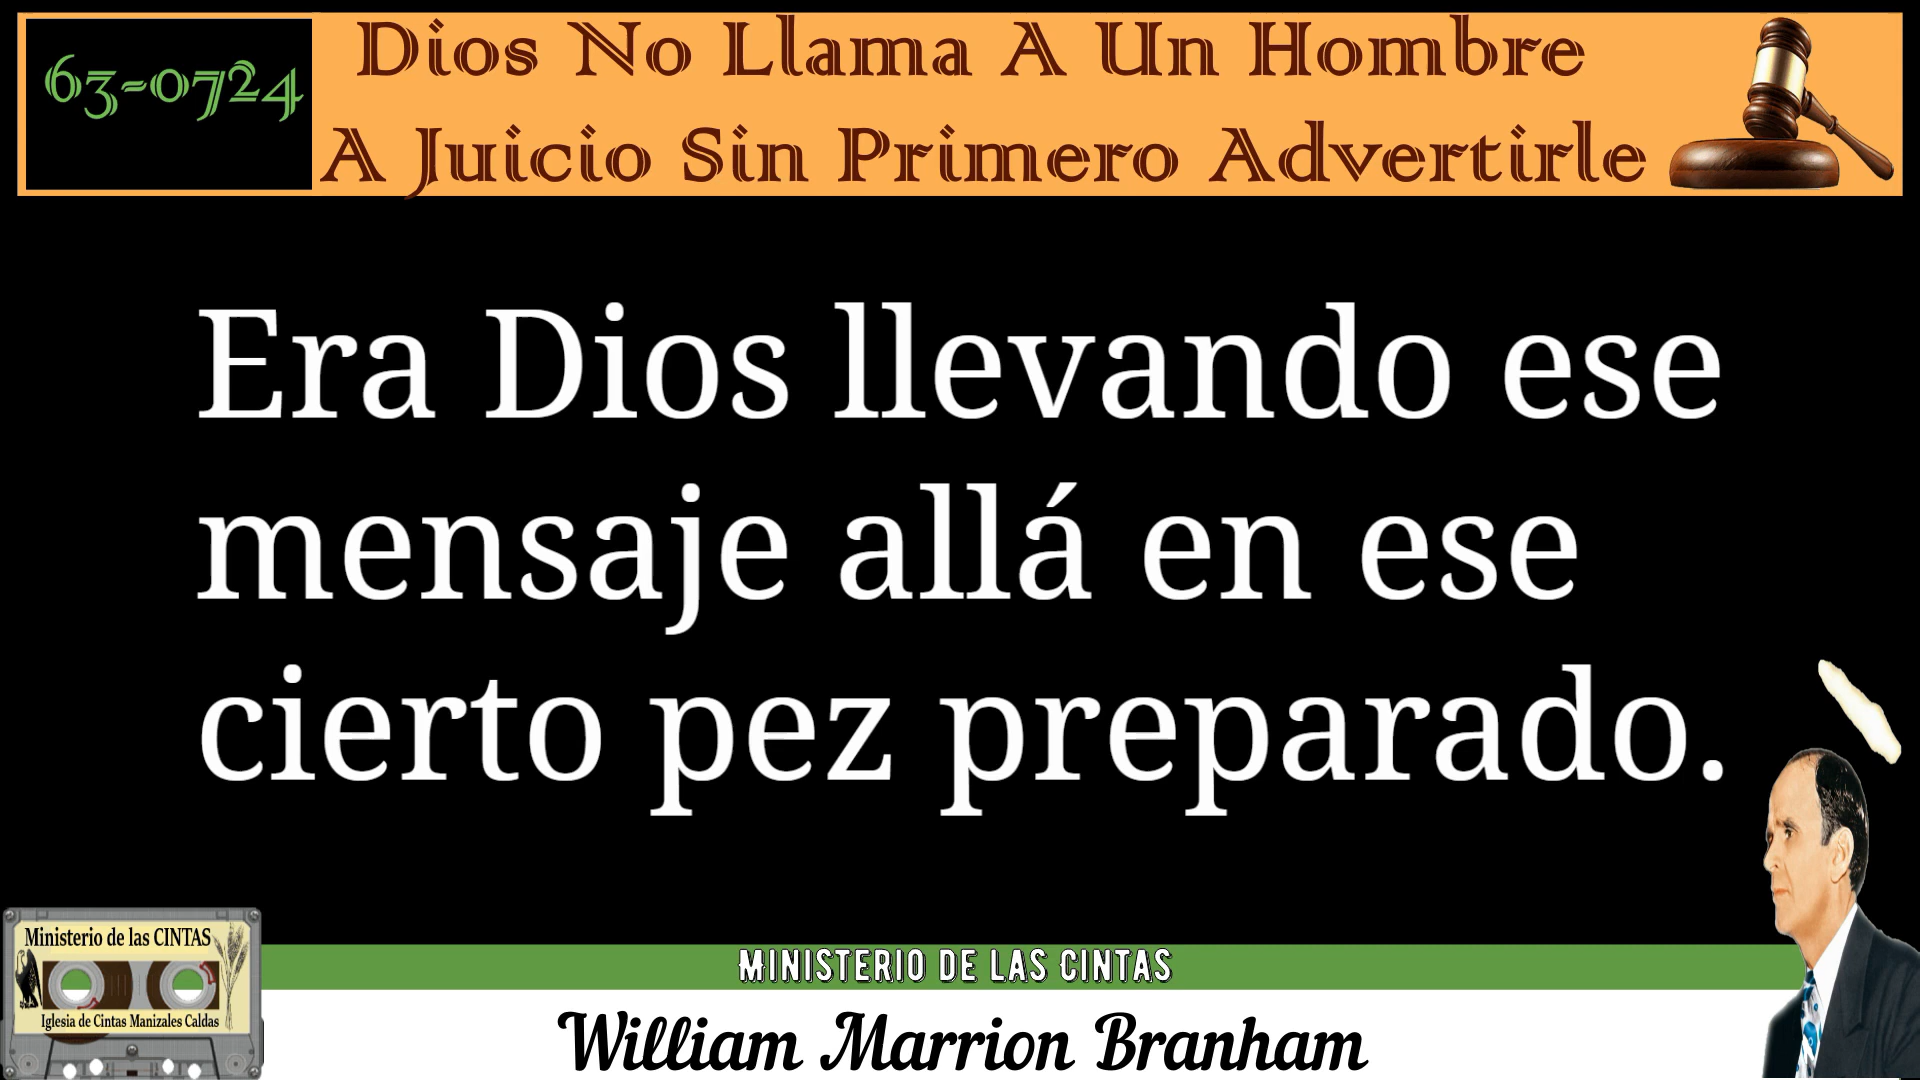 63-0724
Dios No Llama A Un Hombre
A Juicio Sin Primero Advertirle
Era Dios llevando ese
mensaje allá en ese
cierto pez preparado.
Ministerio de las CINTAS
Iglesia de Cintas Manizales Caldas
MINISTERIO DE LAS CINTAS
William Marrion Branham